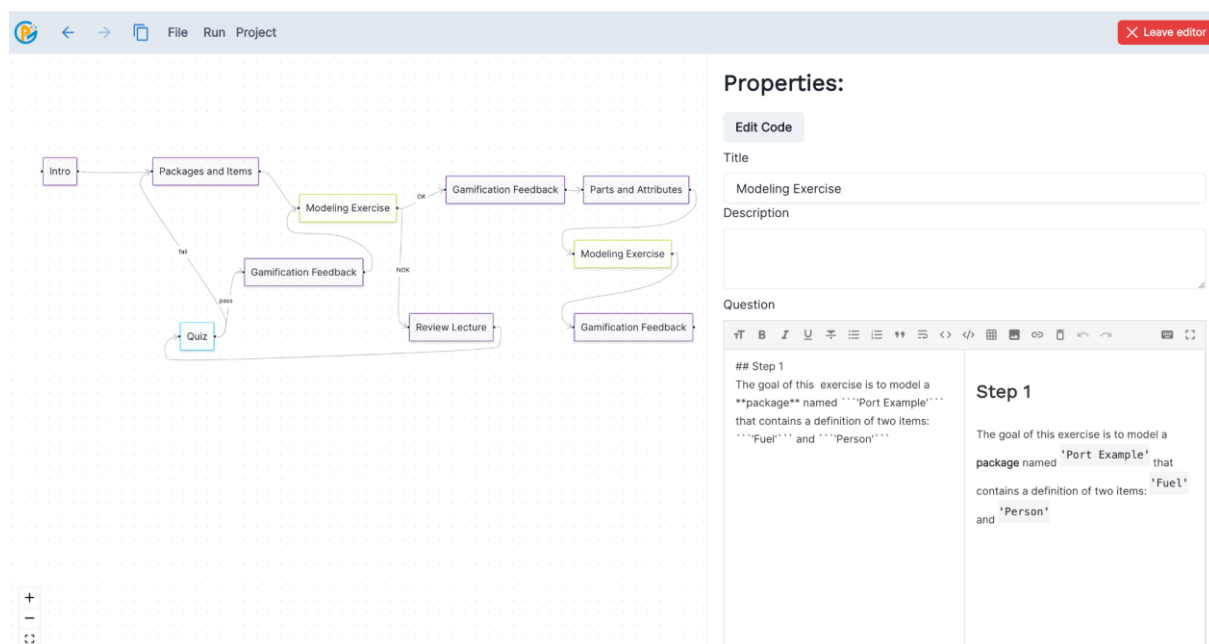 File Run Project
Leave editor
Intro
Packages and Items
Modeling Exercise
OK
Gamification Feedback
Parts and Attributes
Modeling Exercise
fail
Gamification Feedback
NOK
pass
Quiz
Review Lecture
Gamification Feedback
Properties:
Edit Code
Title
Modeling Exercise
Description
Question
## Step 1
The goal of this  exercise is to model a
**package** named ```'Port Example'```
that contains a definition of two items:
```'Fuel'``` and ```'Person'```
Step 1
The goal of this exercise is to model a
package named 'Port Example' that
contains a definition of two items: 'Fuel'
and 'Person'